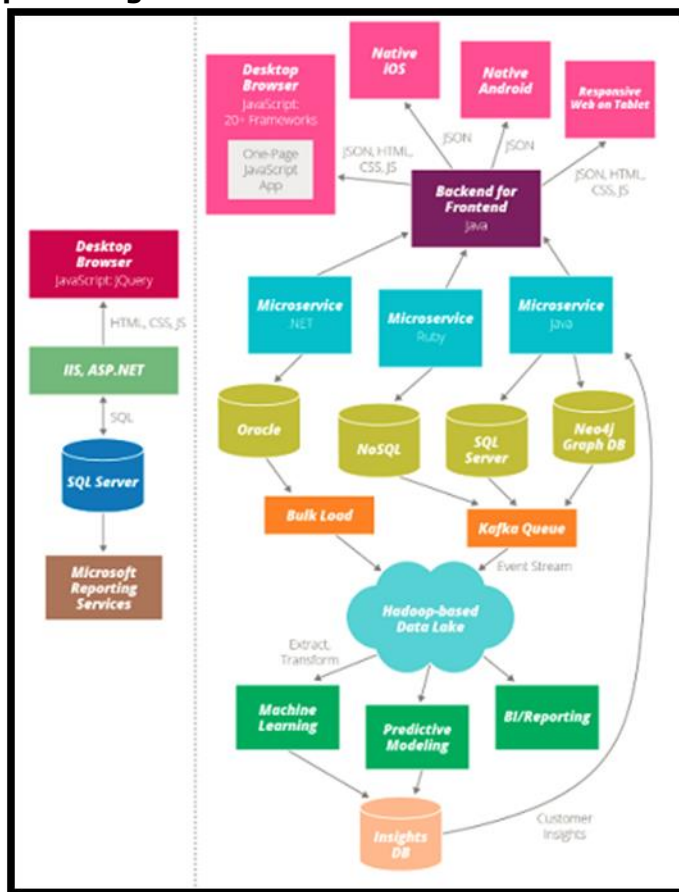 Desktop
Browser
JavaScript: jQuery
HTML, CSS, JS
IIS, ASP.NET
SQL
SQL Server
Microsoft
Reporting
Services
Desktop
Browser
JavaScript:
20+ Frameworks
One-Page
JavaScript
App
Native
iOS
Native
Android
Responsive
Web on Tablet
JSON, HTML,
CSS, JS
JSON
JSON
JSON, HTML,
CSS, JS
Backend for
Frontend
Java
Microservice
.NET
Microservice
Ruby
Microservice
Java
Oracle
NoSQL
SQL
Server
Neo4j
Graph DB
Bulk Load
Kafka Queue
Event Stream
Hadoop-based
Data Lake
Extract,
Transform
Machine
Learning
Predictive
Modeling
BI/Reporting
Insights
DB
Customer
Insights